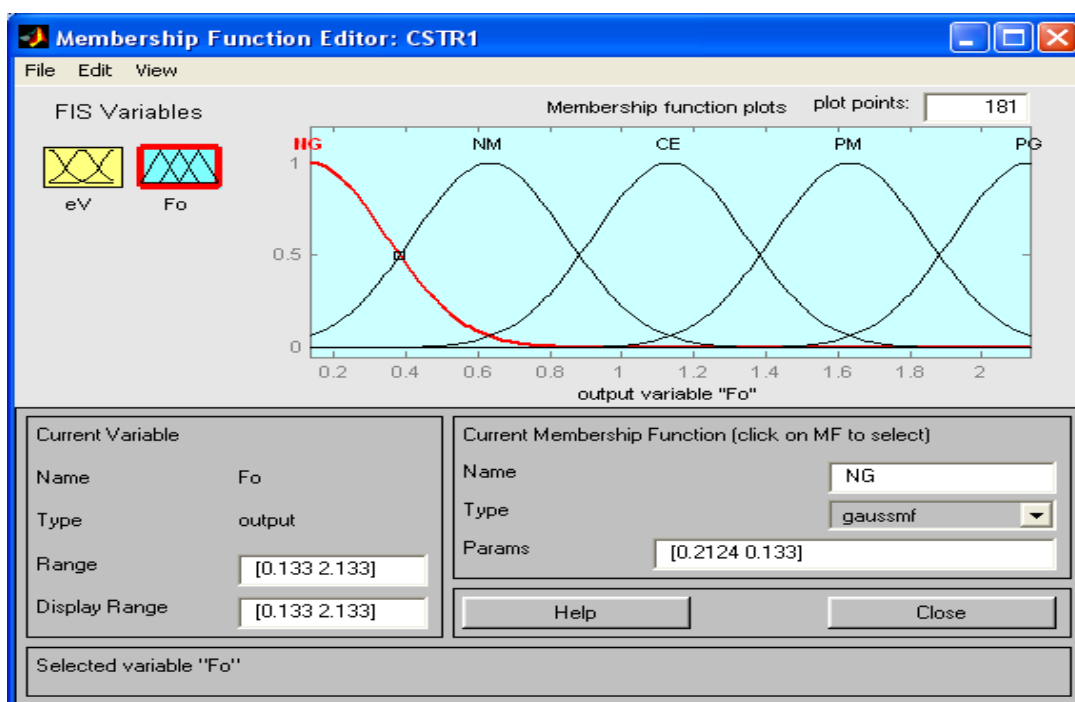 Membership Function Editor: CSTR1
File Edit View
FIS Variables
eV
Fo
Membership function plots
plot points:
181
NG NM CE PM PG
1
0.5
0
0.2 0.4 0.6 0.8 1 1.2 1.4 1.6 1.8 2
output variable "Fo"
Current Variable
Name Fo
Type output
Range [0.133 2.133]
Display Range [0.133 2.133]
Current Membership Function (click on MF to select)
Name NG
Type gaussmf
Params [0.2124 0.133]
Help
Close
Selected variable "Fo"